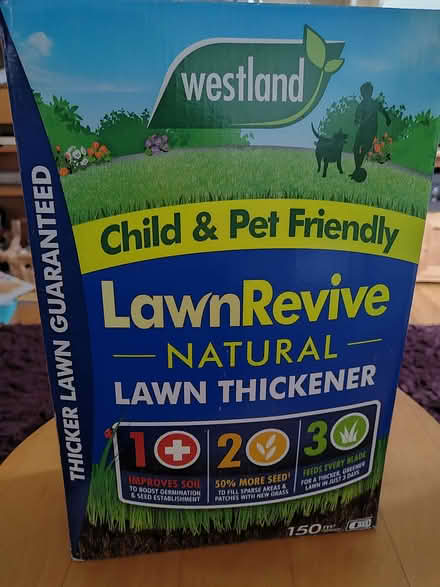 westland
Child & Pet Friendly
LawnRevive
NATURAL
LAWN THICKENER
THICKER LAWN GUARANTEED
1
IMPROVES SOIL
TO BOOST GERMINATION
& SEED ESTABLISHMENT
2
50% MORE SEED
TO FILL SPARSE AREAS &
PATCHES WITH NEW GRASS
3
FEEDS EVERY BLADE
FOR A THICKER, GREENER
LAWN IN JUST 3 DAYS
150m²